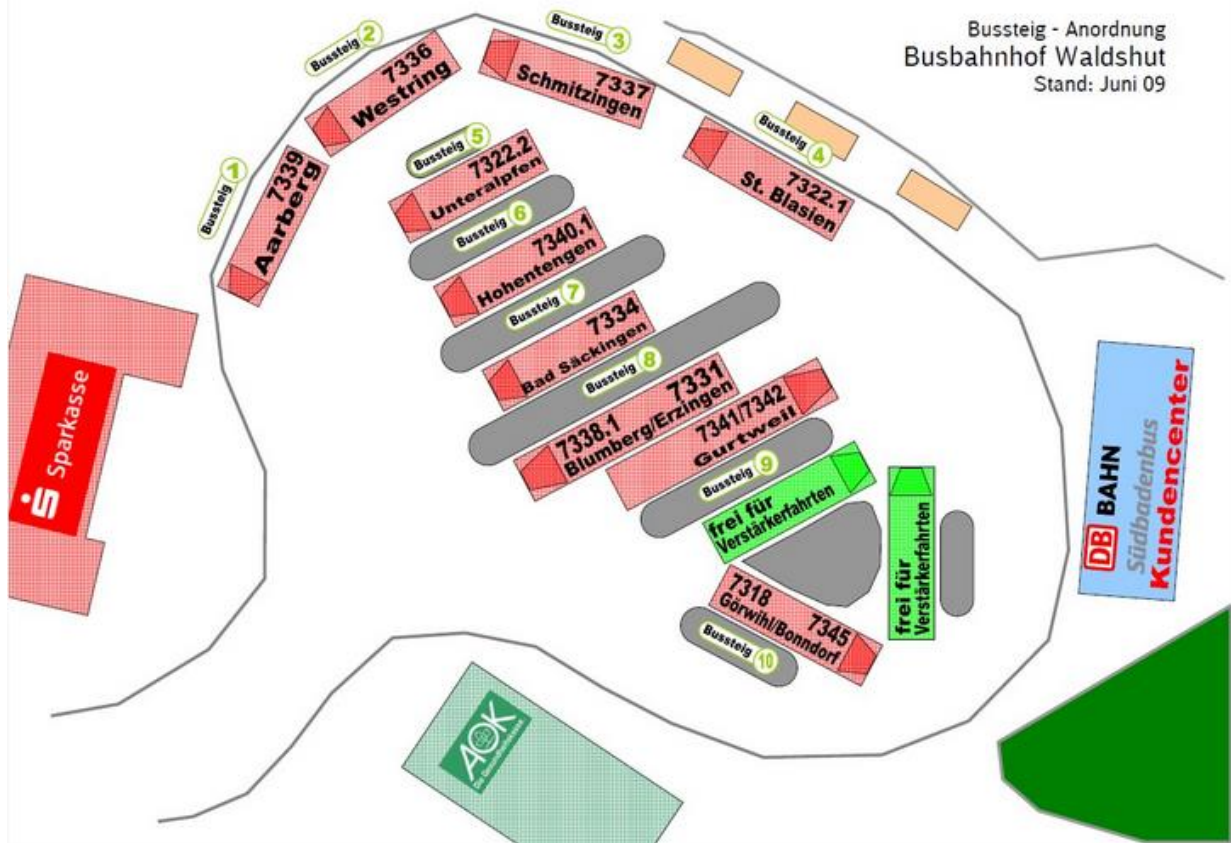 Bussteig - Anordnung
Busbahnhof Waldshut
Stand: Juni 09
Bussteig 1
7339
Aarberg
Bussteig 2
7336
Westring
Bussteig 3
7337
Schmitzingen
Bussteig 4
7322.1
St. Blasien
Bussteig 5
7322.2
Unteralpfen
Bussteig 6
7340.1
Hohentengen
Bussteig 7
7334
Bad Säckingen
Bussteig 8
7338.1 7331
Blumberg/Erzingen
7341/7342
Gurtweil
Bussteig 9
frei für
Verstärkerfahrten
frei für
Verstärkerfahrten
7318 7345
Görwihl/Bonndorf
Bussteig 10
Sparkasse
DB BAHN
Südbadenbus
Kundencenter
AOK
Die Gesundheitskasse